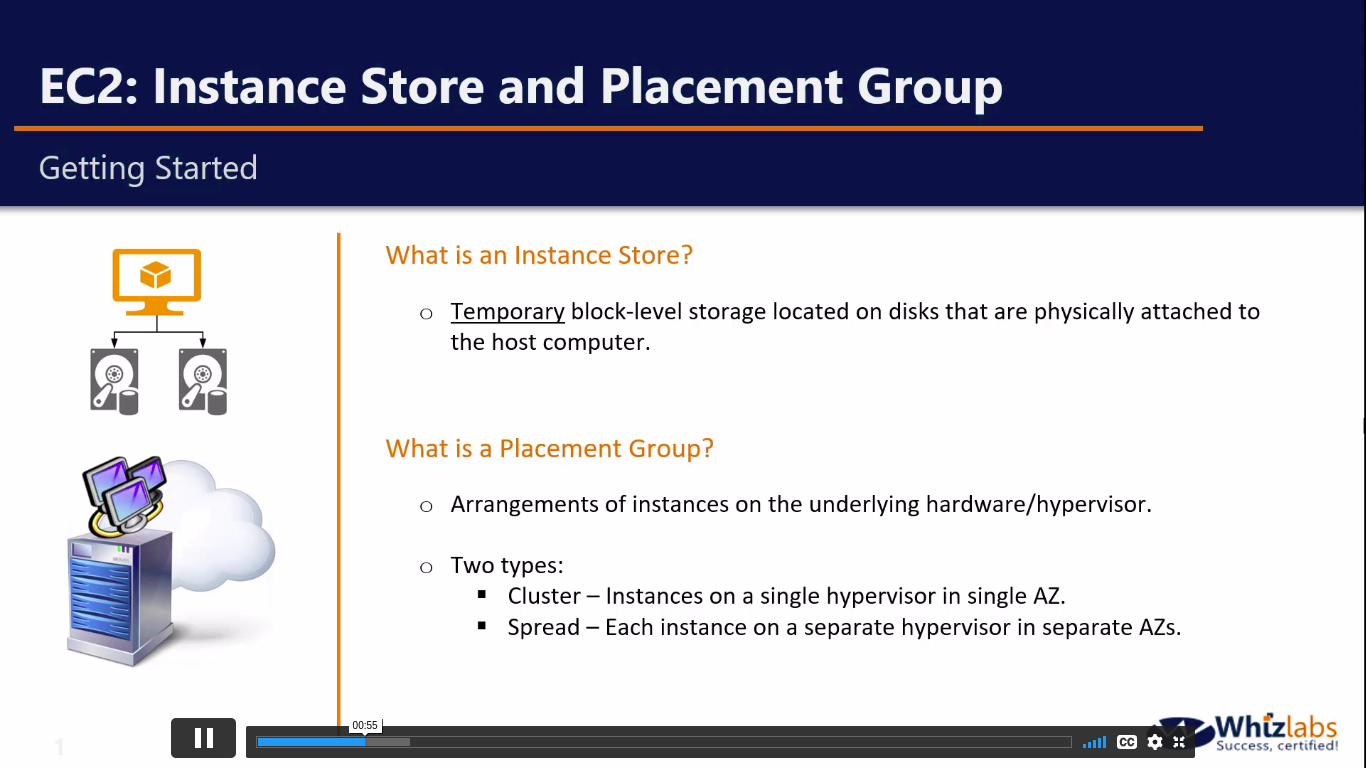 EC2: Instance Store and Placement Group
Getting Started
What is an Instance Store?
o Temporary block-level storage located on disks that are physically attached to
the host computer.
What is a Placement Group?
o Arrangements of instances on the underlying hardware/hypervisor.
o Two types:
▪ Cluster – Instances on a single hypervisor in single AZ.
▪ Spread – Each instance on a separate hypervisor in separate AZs.
00:55
CC
Whizlabs
Success, certified!
1